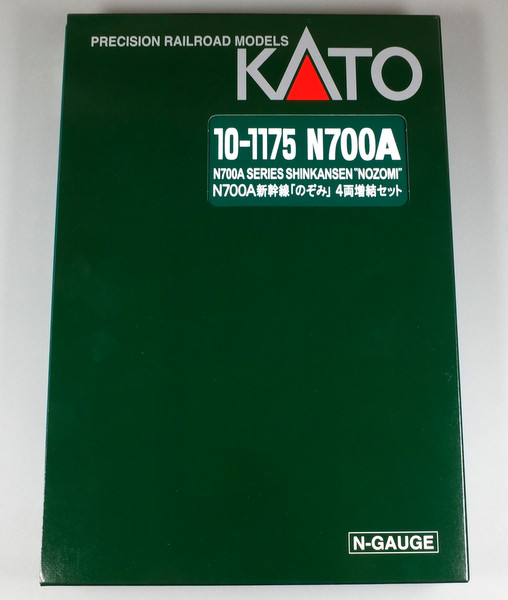 PRECISION RAILROAD MODELS
KATO
10-1175 N700A
N700A SERIES SHINKANSEN "NOZOMI"
N700A新幹線「のぞみ」 4両増結セット
N-GAUGE